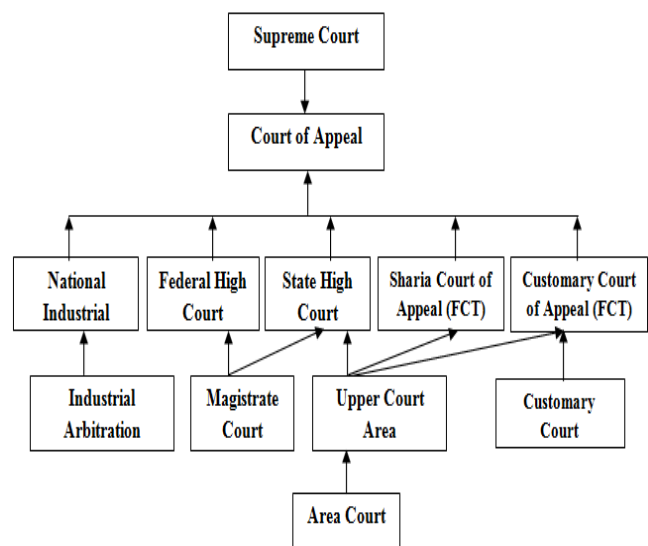 Supreme Court
Court of Appeal
National
Industrial
Federal High
Court
State High
Court
Sharia Court of
Appeal (FCT)
Customary Court
of Appeal (FCT)
Industrial
Arbitration
Magistrate
Court
Upper Court
Area
Customary
Court
Area Court